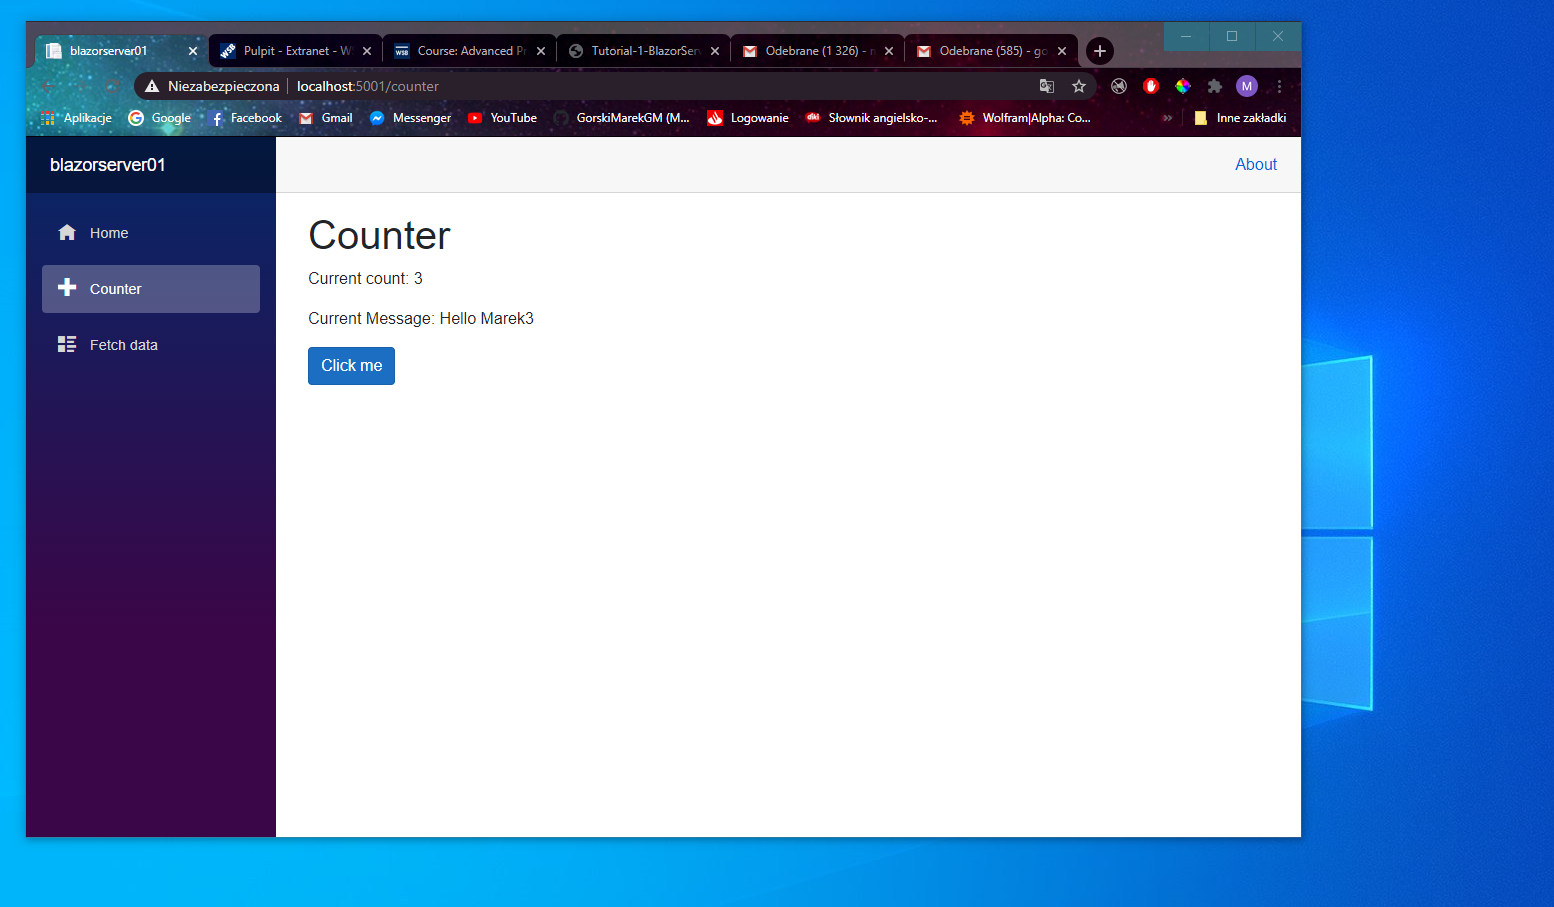 blazorserver01
Pulpit - Extranet - WS
Course: Advanced Pr
Tutorial-1-BlazorServ
Odebrane (1 326) - m
Odebrane (585) - go
Niezabezpieczona localhost:5001/counter
M
Aplikacje
Google
Facebook
Gmail
Messenger
YouTube
GorskiMarekGM (M...
Logowanie
Słownik angielsko-...
Wolfram|Alpha: Co...
Inne zakładki
blazorserver01
About
Home
Counter
Fetch data
Counter
Current count: 3
Current Message: Hello Marek3
Click me